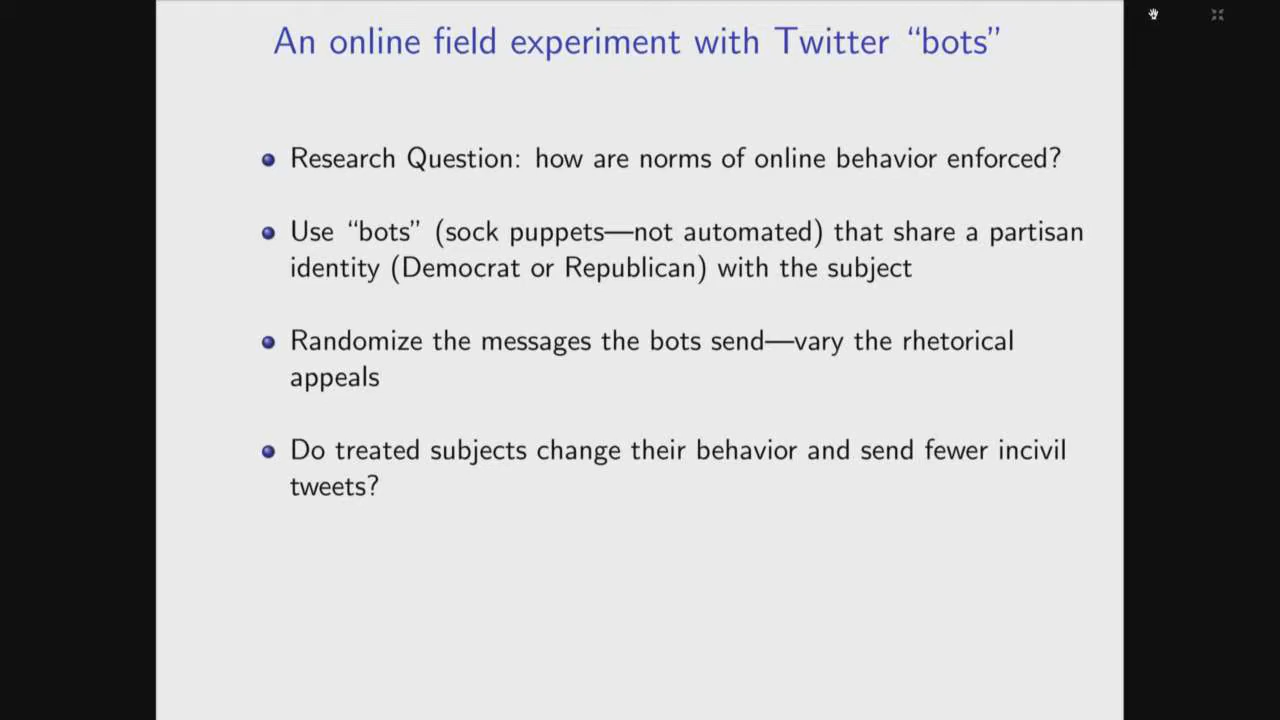 An online field experiment with Twitter “bots”
Research Question: how are norms of online behavior enforced?
Use “bots” (sock puppets—not automated) that share a partisan
identity (Democrat or Republican) with the subject
Randomize the messages the bots send—vary the rhetorical
appeals
Do treated subjects change their behavior and send fewer incivil
tweets?